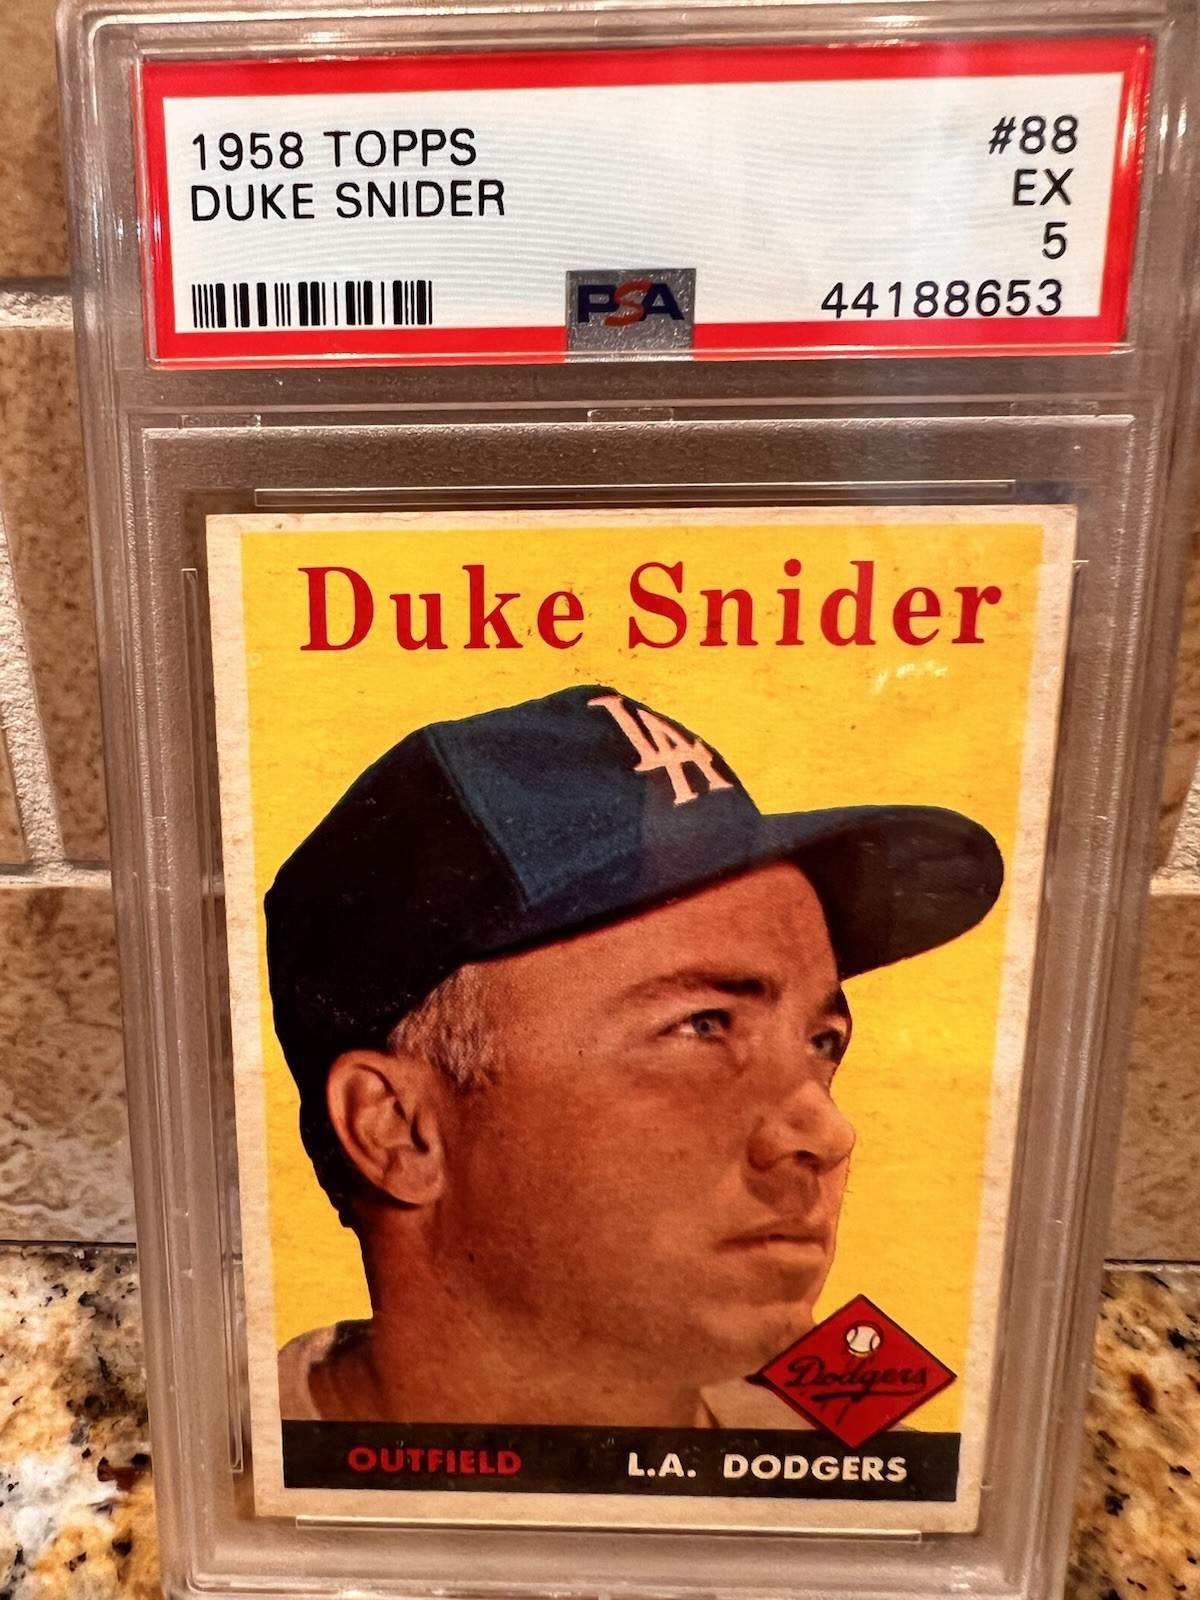 1958 TOPPS #88
DUKE SNIDER EX
5
PSA 44188653
Duke Snider
LA
Dodgers
OUTFIELD L.A. DODGERS